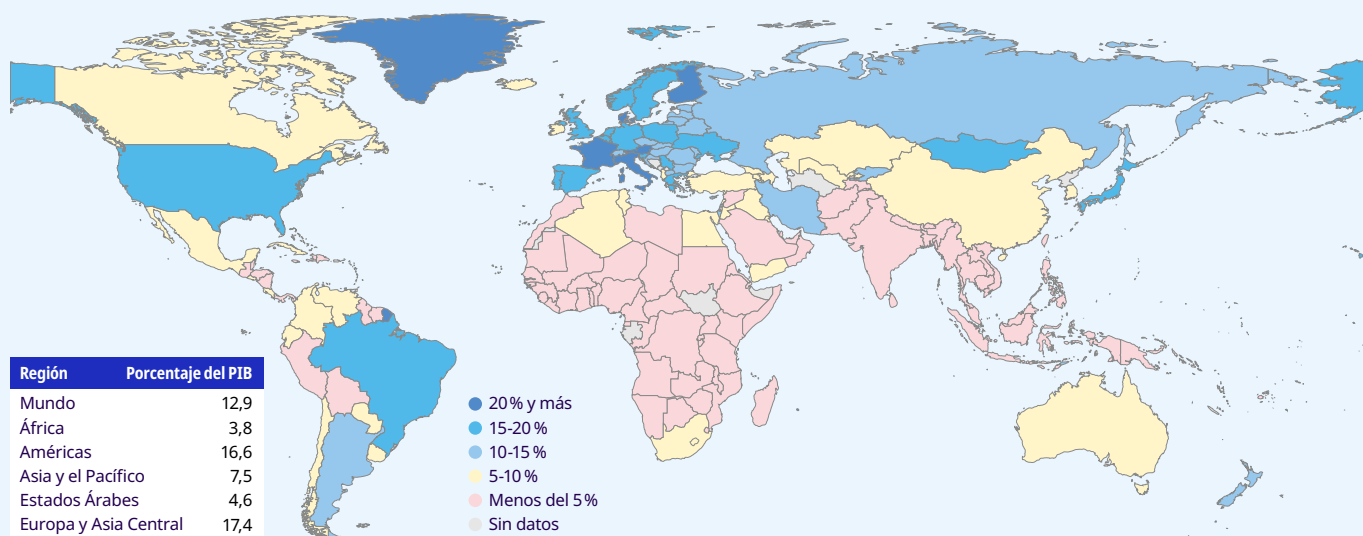 Región Porcentaje del PIB
Mundo 12,9
África 3,8
Américas 16,6
Asia y el Pacífico 7,5
Estados Árabes 4,6
Europa y Asia Central 17,4
20 % y más
15-20 %
10-15 %
5-10 %
Menos del 5 %
Sin datos